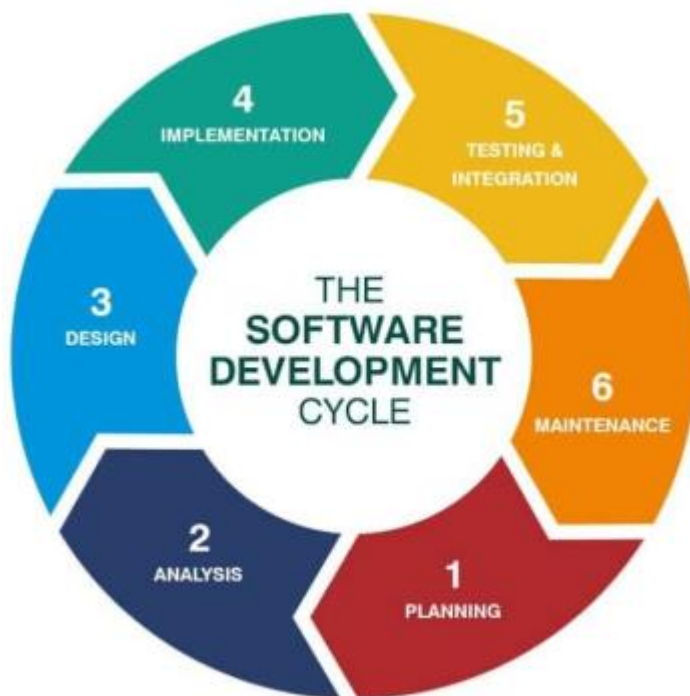 THE
SOFTWARE
DEVELOPMENT
CYCLE
1
PLANNING
2
ANALYSIS
3
DESIGN
4
IMPLEMENTATION
5
TESTING &
INTEGRATION
6
MAINTENANCE